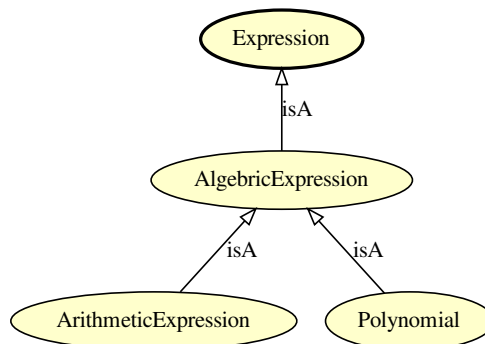 Expression
isA
AlgebricExpression
isA
isA
ArithmeticExpression
Polynomial